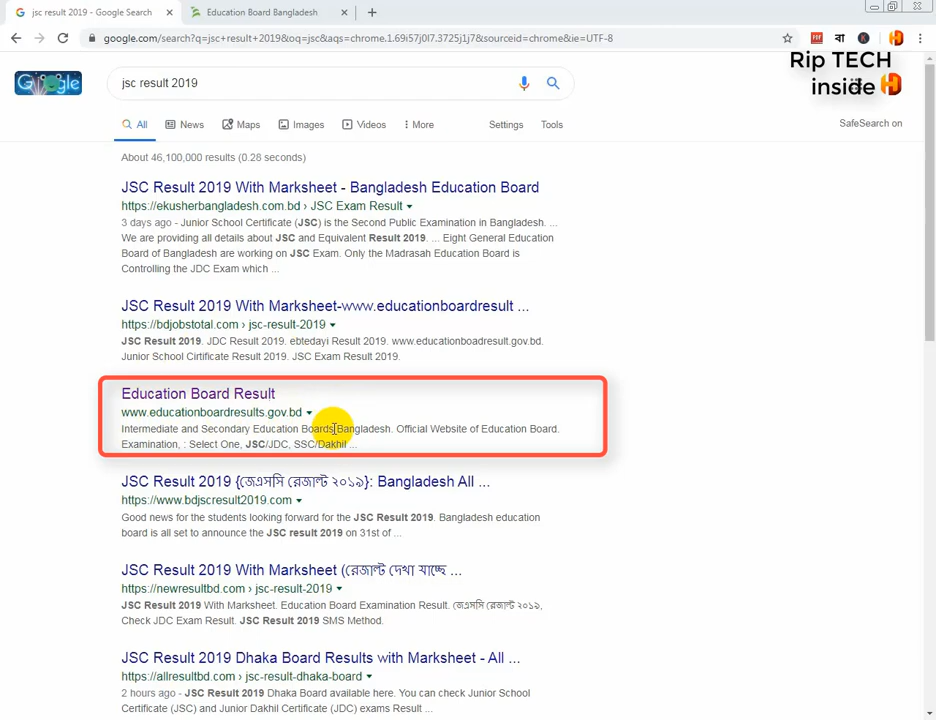 jsc result 2019 - Google Search
Education Board Bangladesh
google.com/search?q=jsc+result+2019&oq=jsc&aqs=chrome.1.69i57j0l7.3725j1j7&sourceid=chrome&ie=UTF-8
Rip TECH
inside
Google
jsc result 2019
All News Maps Images Videos More Settings Tools
SafeSearch on
About 46,100,000 results (0.28 seconds)
JSC Result 2019 With Marksheet - Bangladesh Education Board
https://ekusherbangladesh.com.bd › JSC Exam Result
3 days ago - Junior School Certificate (JSC) is the Second Public Examination in Bangladesh. ...
We are providing all details about JSC and Equivalent Result 2019. ... Eight General Education
Board of Bangladesh are working on JSC Exam. Only the Madrasah Education Board is
Controlling the JDC Exam which ...
JSC Result 2019 With Marksheet-www.educationboardresult ...
https://bdjobstotal.com › jsc-result-2019
JSC Result 2019. JDC Result 2019. ebtedayi Result 2019. www.educationboadresult.gov.bd.
Junior School Cirtificate Result 2019. JSC Exam Result 2019.
Education Board Result
www.educationboardresults.gov.bd
Intermediate and Secondary Education Boards Bangladesh. Official Website of Education Board.
Examination, : Select One, JSC/JDC, SSC/Dakhil ...
JSC Result 2019 {জেএসসি রেজাল্ট ২০১৯}: Bangladesh All ...
https://www.bdjscresult2019.com
Good news for the students looking forward for the JSC Result 2019. Bangladesh education
board is all set to announce the JSC result 2019 on 31st of ...
JSC Result 2019 With Marksheet (রেজাল্ট দেখা যাচ্ছে ...
https://newresultbd.com › jsc-result-2019
JSC Result 2019 With Marksheet. Education Board Examination Result. জেএসসি রেজাল্ট ২০১৯,
Check JDC Exam Result. JSC Result 2019 SMS Method.
JSC Result 2019 Dhaka Board Results with Marksheet - All ...
https://allresultbd.com › jsc-result-dhaka-board
2 hours ago - JSC Result 2019 Dhaka Board available here. You can check Junior School
Certificate (JSC) and Junior Dakhil Certificate (JDC) exams Result ...